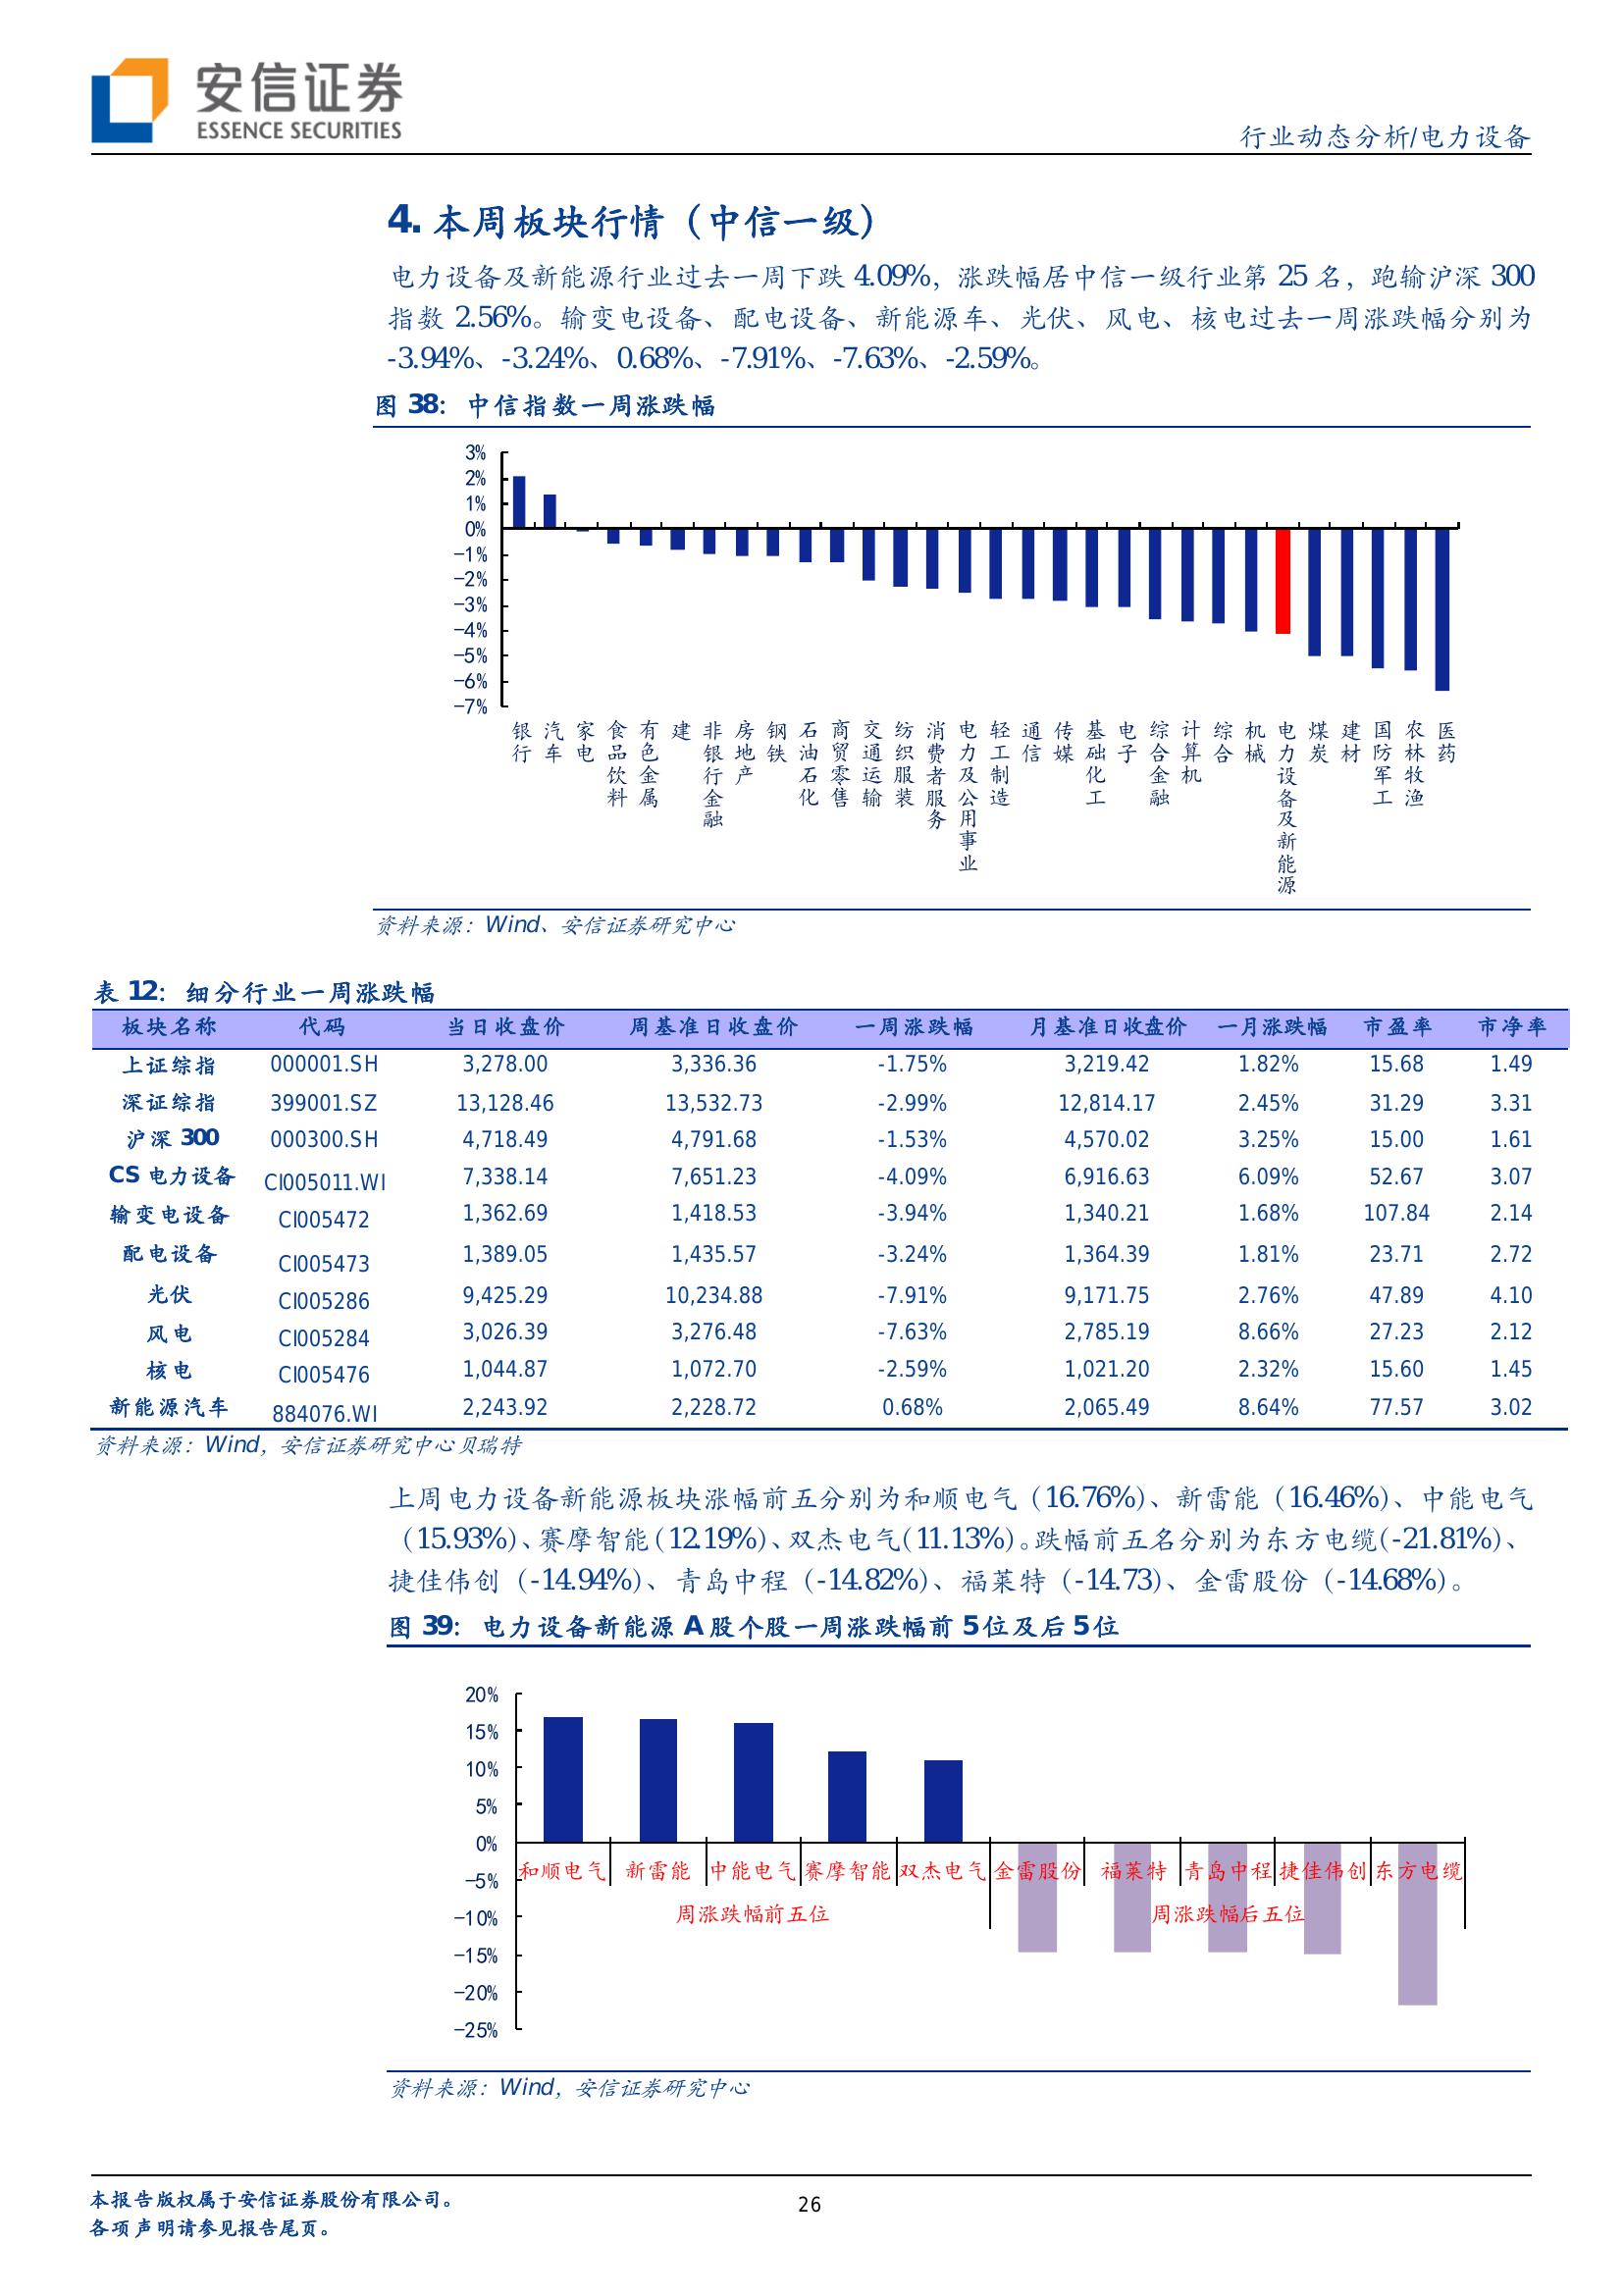 安信证券
ESSENCE SECURITIES
行业动态分析/电力设备
4. 本周板块行情（中信一级）
电力设备及新能源行业过去一周下跌 4.09%，涨跌幅居中信一级行业第 25 名，跑输沪深 300
指数 2.56%。输变电设备、配电设备、新能源车、光伏、风电、核电过去一周涨跌幅分别为
-3.94%、-3.24%、0.68%、-7.91%、-7.63%、-2.59%。
图 38：中信指数一周涨跌幅
3%
2%
1%
0%
-1%
-2%
-3%
-4%
-5%
-6%
-7%
银行 汽车 家电 食品饮料 有色金属 建 非银行金融 房地产 钢铁 石油石化 商贸零售 交通运输 纺织服装 消费者服务 电力及公用事业 轻工制造 通信 传媒 基础化工 电子 综合金融 计算机 综合 机械 电力设备及新能源 煤炭 建材 国防军工 农林牧渔 医药
资料来源：Wind、安信证券研究中心
表 12：细分行业一周涨跌幅
板块名称 代码 当日收盘价 周基准日收盘价 一周涨跌幅 月基准日收盘价 一月涨跌幅 市盈率 市净率
上证综指 000001.SH 3,278.00 3,336.36 -1.75% 3,219.42 1.82% 15.68 1.49
深证综指 399001.SZ 13,128.46 13,532.73 -2.99% 12,814.17 2.45% 31.29 3.31
沪深 300 000300.SH 4,718.49 4,791.68 -1.53% 4,570.02 3.25% 15.00 1.61
CS 电力设备 CI005011.WI 7,338.14 7,651.23 -4.09% 6,916.63 6.09% 52.67 3.07
输变电设备 CI005472 1,362.69 1,418.53 -3.94% 1,340.21 1.68% 107.84 2.14
配电设备 CI005473 1,389.05 1,435.57 -3.24% 1,364.39 1.81% 23.71 2.72
光伏 CI005286 9,425.29 10,234.88 -7.91% 9,171.75 2.76% 47.89 4.10
风电 CI005284 3,026.39 3,276.48 -7.63% 2,785.19 8.66% 27.23 2.12
核电 CI005476 1,044.87 1,072.70 -2.59% 1,021.20 2.32% 15.60 1.45
新能源汽车 884076.WI 2,243.92 2,228.72 0.68% 2,065.49 8.64% 77.57 3.02
资料来源：Wind，安信证券研究中心贝瑞特
上周电力设备新能源板块涨幅前五分别为和顺电气（16.76%）、新雷能（16.46%）、中能电气
（15.93%）、赛摩智能（12.19%）、双杰电气（11.13%）。跌幅前五名分别为东方电缆(-21.81%)、
捷佳伟创（-14.94%）、青岛中程（-14.82%）、福莱特（-14.73）、金雷股份（-14.68%）。
图 39：电力设备新能源 A 股个股一周涨跌幅前 5 位及后 5 位
20%
15%
10%
5%
0%
-5%
-10%
-15%
-20%
-25%
和顺电气 新雷能 中能电气 赛摩智能 双杰电气 金雷股份 福莱特 青岛中程 捷佳伟创 东方电缆
周涨跌幅前五位 周涨跌幅后五位
资料来源：Wind，安信证券研究中心
本报告版权属于安信证券股份有限公司。
各项声明请参见报告尾页。
26